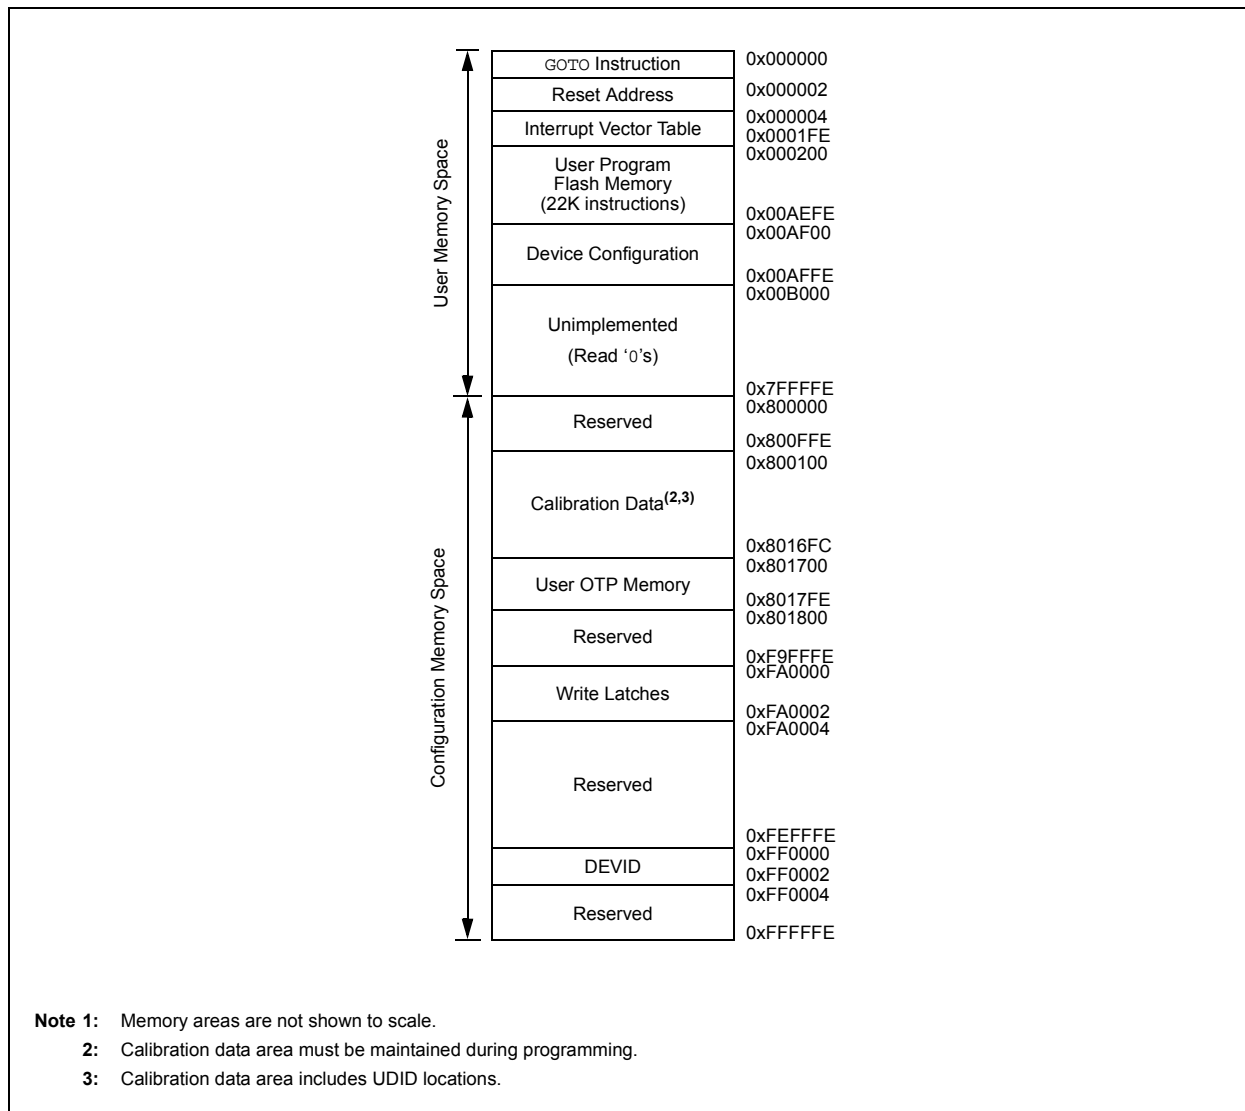 GOTO Instruction
0x000000
Reset Address
0x000002
Interrupt Vector Table
0x000004
0x0001FE
User Program
Flash Memory
(22K instructions)
0x000200
0x00AEFE
Device Configuration
0x00AF00
0x00AFFE
Unimplemented
(Read ‘0’s)
0x00B000
0x7FFFFE
User Memory Space
Reserved
0x800000
0x800FFE
Calibration Data(2,3)
0x800100
0x8016FC
User OTP Memory
0x801700
0x8017FE
Reserved
0x801800
0xF9FFFE
Write Latches
0xFA0000
0xFA0002
Reserved
0xFA0004
0xFEFFFE
DEVID
0xFF0000
0xFF0002
Reserved
0xFF0004
0xFFFFFE
Configuration Memory Space
Note 1: Memory areas are not shown to scale.
2: Calibration data area must be maintained during programming.
3: Calibration data area includes UDID locations.